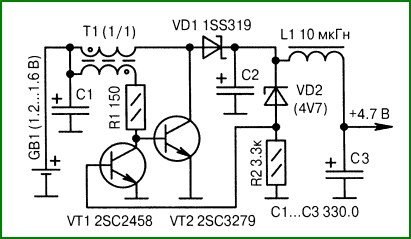 T1 (1/1)
VD1 1SS319
L1 10 мкГн
GB1 (1.2...1.6 В)
+
C1
R1 150
+
C2
VD2
(4V7)
+4.7 В
R2 3.3к
+
C3
+
VT1 2SC2458
VT2 2SC3279
C1...C3 330.0